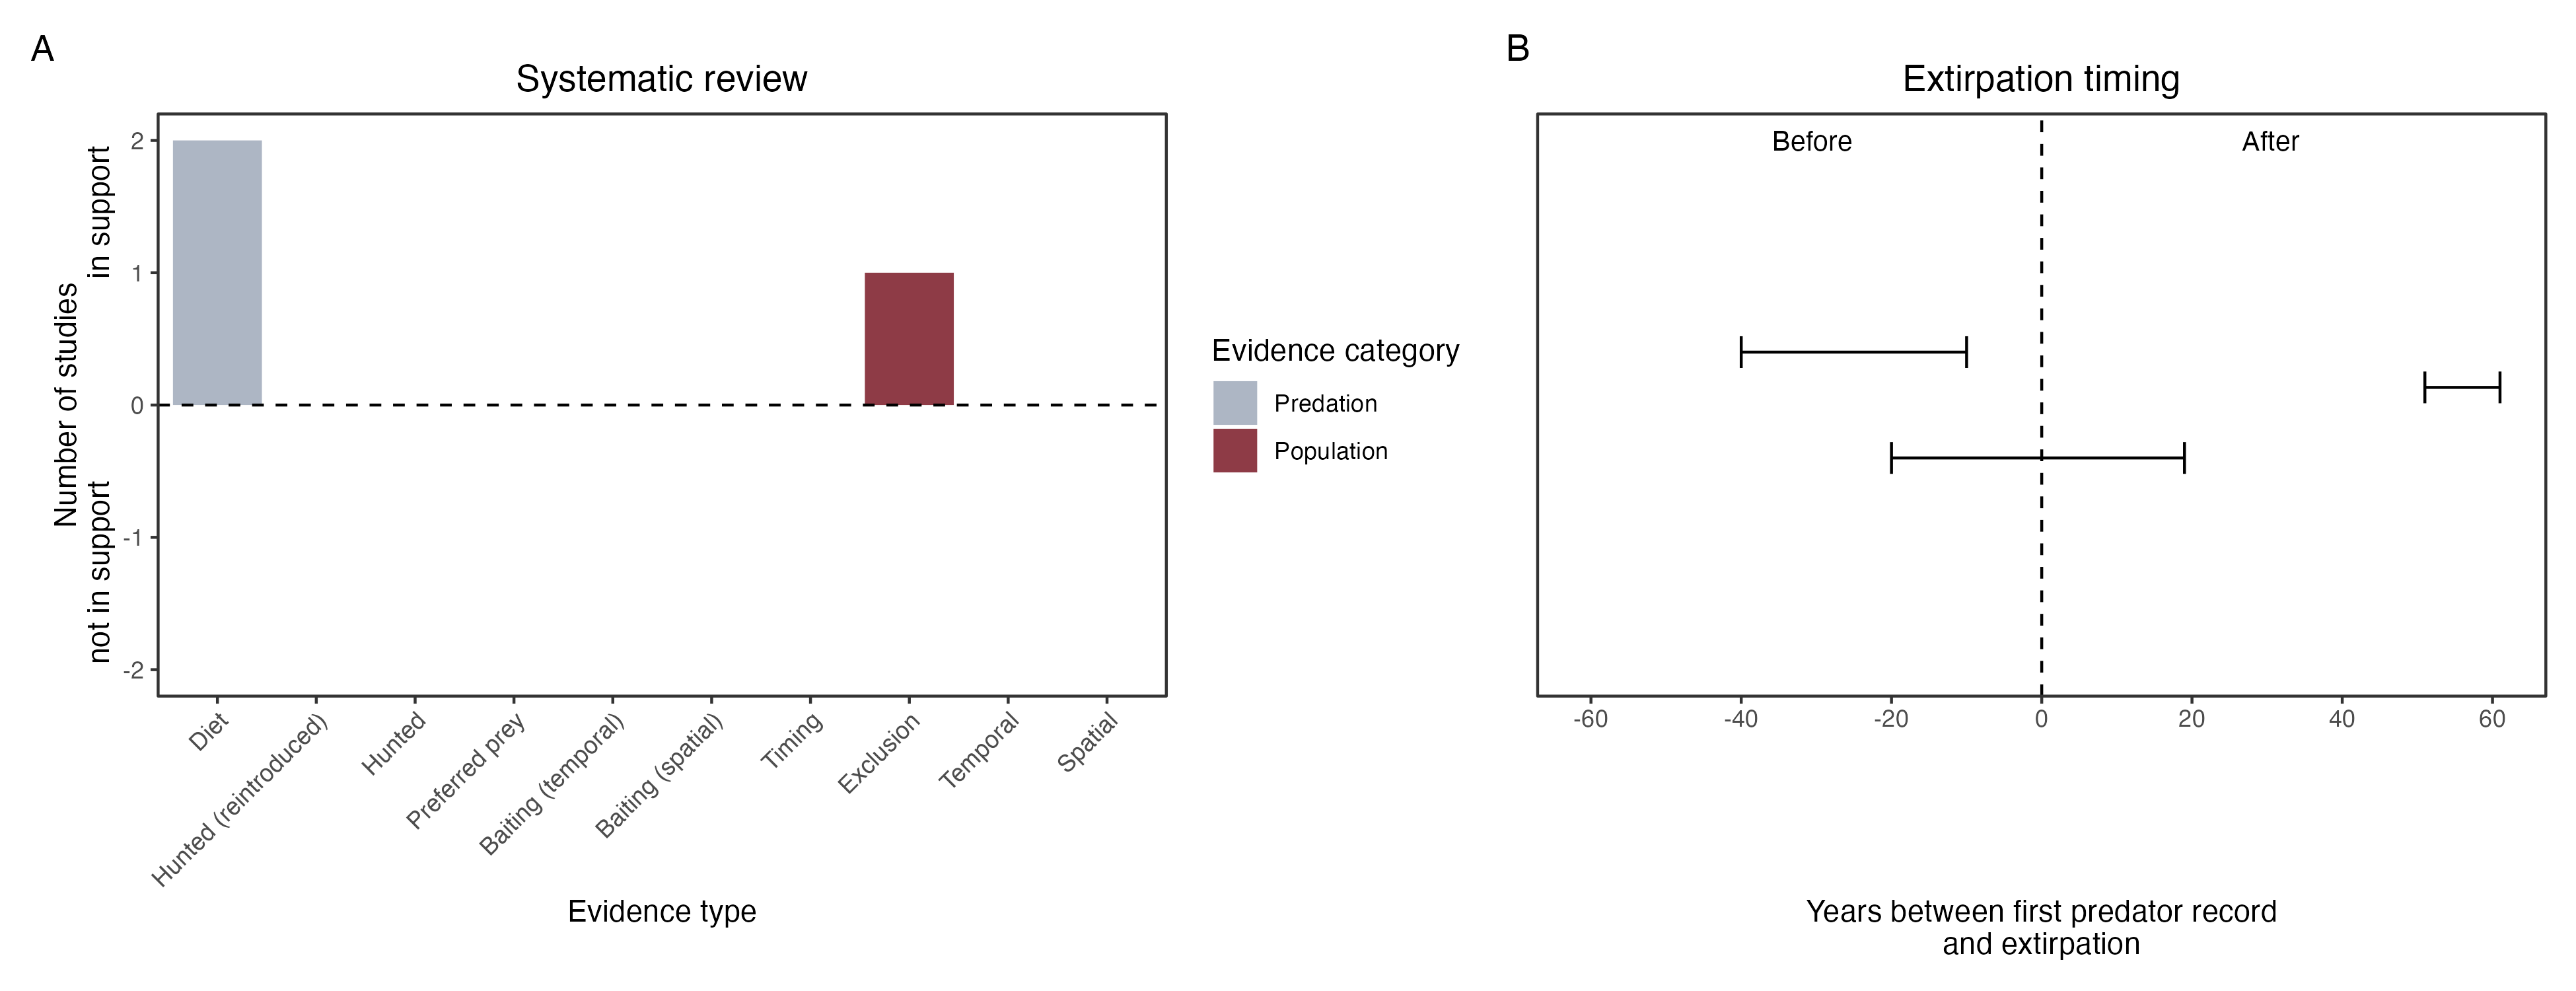 A
Systematic review
Number of studies
not in support
in support
2
1
0
-1
-2
Diet
Hunted (reintroduced)
Hunted
Preferred prey
Baiting (temporal)
Baiting (spatial)
Timing
Exclusion
Temporal
Spatial
Evidence type
Evidence category
Predation
Population
B
Extirpation timing
Before
After
-60
-40
-20
0
20
40
60
Years between first predator record
and extirpation